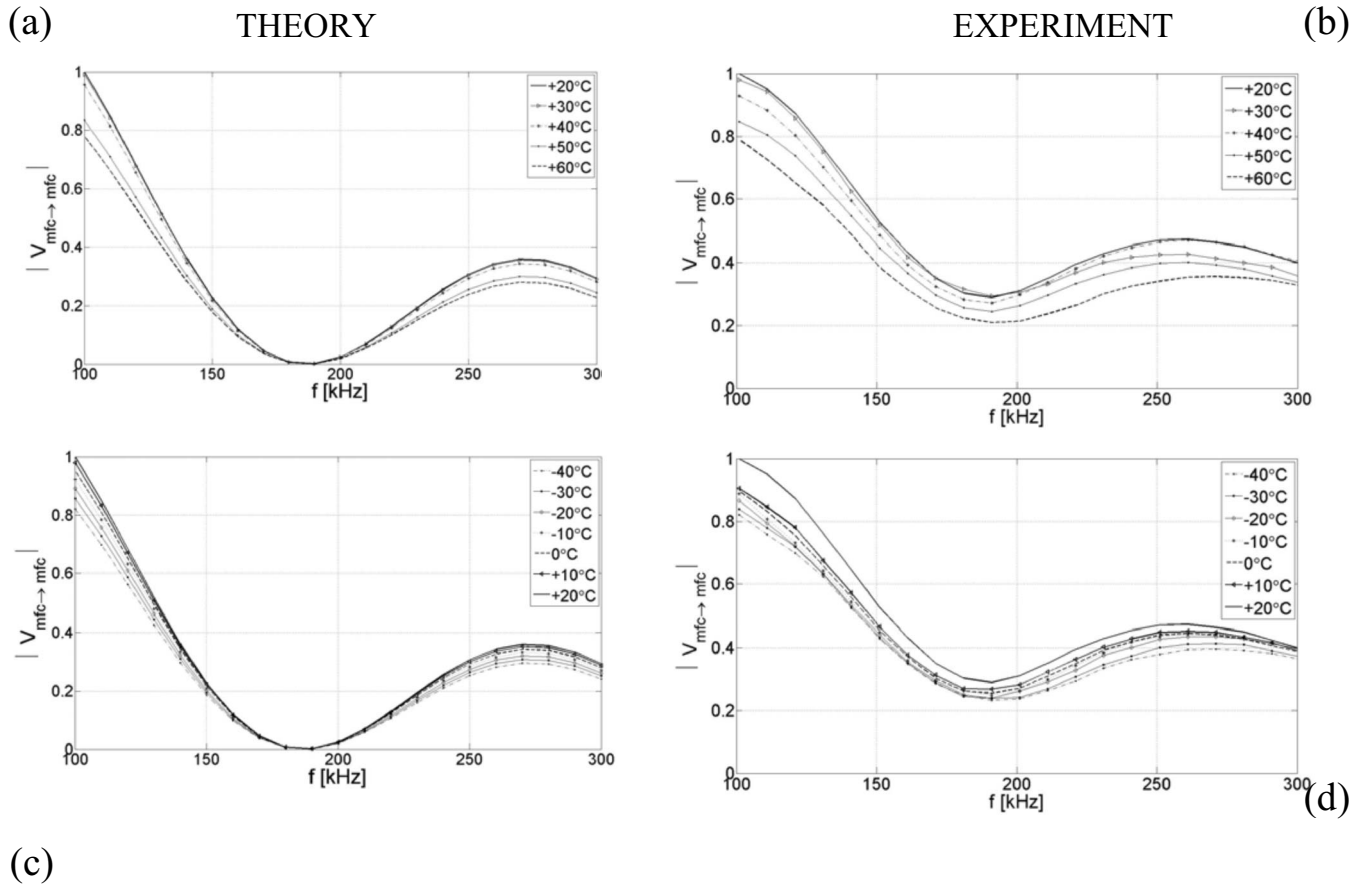 (a) THEORY EXPERIMENT (b)
| V mfc→ mfc |
1
0.8
0.6
0.4
0.2
0
100 150 200 250 300
f [kHz]
+20°C
+30°C
+40°C
+50°C
+60°C
| V mfc→ mfc |
1
0.8
0.6
0.4
0.2
0
100 150 200 250 300
f [kHz]
+20°C
+30°C
+40°C
+50°C
+60°C
| V mfc→ mfc |
1
0.8
0.6
0.4
0.2
0
100 150 200 250 300
f [kHz]
-40°C
-30°C
-20°C
-10°C
0°C
+10°C
+20°C
| V mfc→ mfc |
1
0.8
0.6
0.4
0.2
0
100 150 200 250 300
f [kHz]
-40°C
-30°C
-20°C
-10°C
0°C
+10°C
+20°C
(d)
(c)